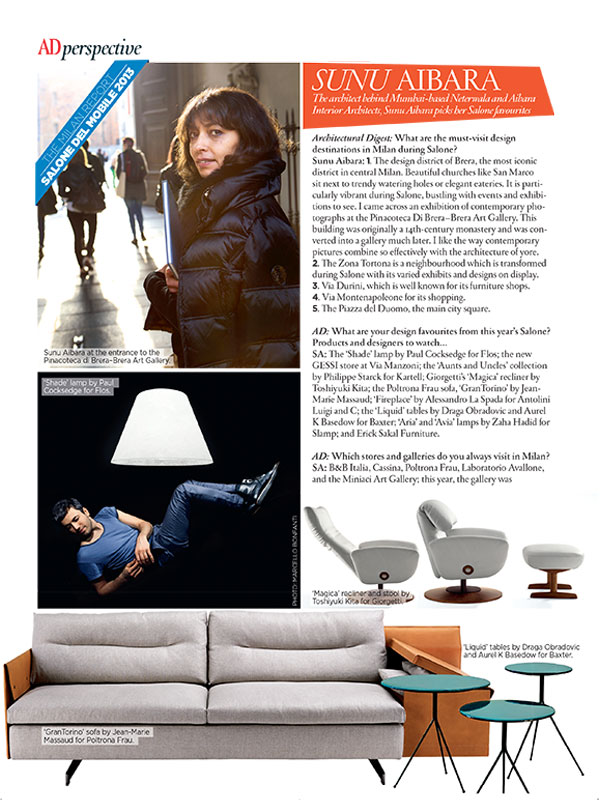 AD perspective
THE MILAN REPORT
SALONE DEL MOBILE 2013
Sunu Aibara at the entrance to the
Pinacoteca di Brera-Brera Art Gallery.
SUNU AIBARA
The architect behind Mumbai-based Neterwala and Aibara
Interior Architects, Sunu Aibara picks her Salone favourites
Architectural Digest: What are the must-visit design
destinations in Milan during Salone?
Sunu Aibara: 1. The design district of Brera, the most iconic
district in central Milan. Beautiful churches like San Marco
sit next to trendy watering holes or elegant eateries. It is part-
icularly vibrant during Salone, bustling with events and exhibi-
tions to see. I came across an exhibition of contemporary pho-
tographs at the Pinacoteca Di Brera–Brera Art Gallery. This
building was originally a 14th-century monastery and was con-
verted into a gallery much later. I like the way contemporary
pictures combine so effectively with the architecture of yore.
2. The Zona Tortona is a neighbourhood which is transformed
during Salone with its varied exhibits and designs on display.
3. Via Durini, which is well known for its furniture shops.
4. Via Montenapoleone for its shopping.
5. The Piazza del Duomo, the main city square.
AD: What are your design favourites from this year's Salone?
Products and designers to watch...
SA: The 'Shade' lamp by Paul Cocksedge for Flos; the new
GESSI store at Via Manzoni; the 'Aunts and Uncles' collection
by Philippe Starck for Kartell; Giorgetti's 'Magica' recliner by
Toshiyuki Kita; the Poltrona Frau sofa, 'GranTorino' by Jean-
Marie Massaud; 'Fireplace' by Alessandro La Spada for Antolini
Luigi and C; the 'Liquid' tables by Draga Obradovic and Aurel
K Basedow for Baxter; 'Aria' and 'Avia' lamps by Zaha Hadid for
Slamp; and Erick Sakal Furniture.
AD: Which stores and galleries do you always visit in Milan?
SA: B&B Italia, Cassina, Poltrona Frau, Laboratorio Avallone,
and the Miniaci Art Gallery; this year, the gallery was
'Shade' lamp by Paul
Cocksedge for Flos.
PHOTO: MARCELLO BONFANTI
'Magica' recliner and stool by
Toshiyuki Kita for Giorgetti.
'Liquid' tables by Draga Obradovic
and Aurel K Basedow for Baxter.
'GranTorino' sofa by Jean-Marie
Massaud for Poltrona Frau.